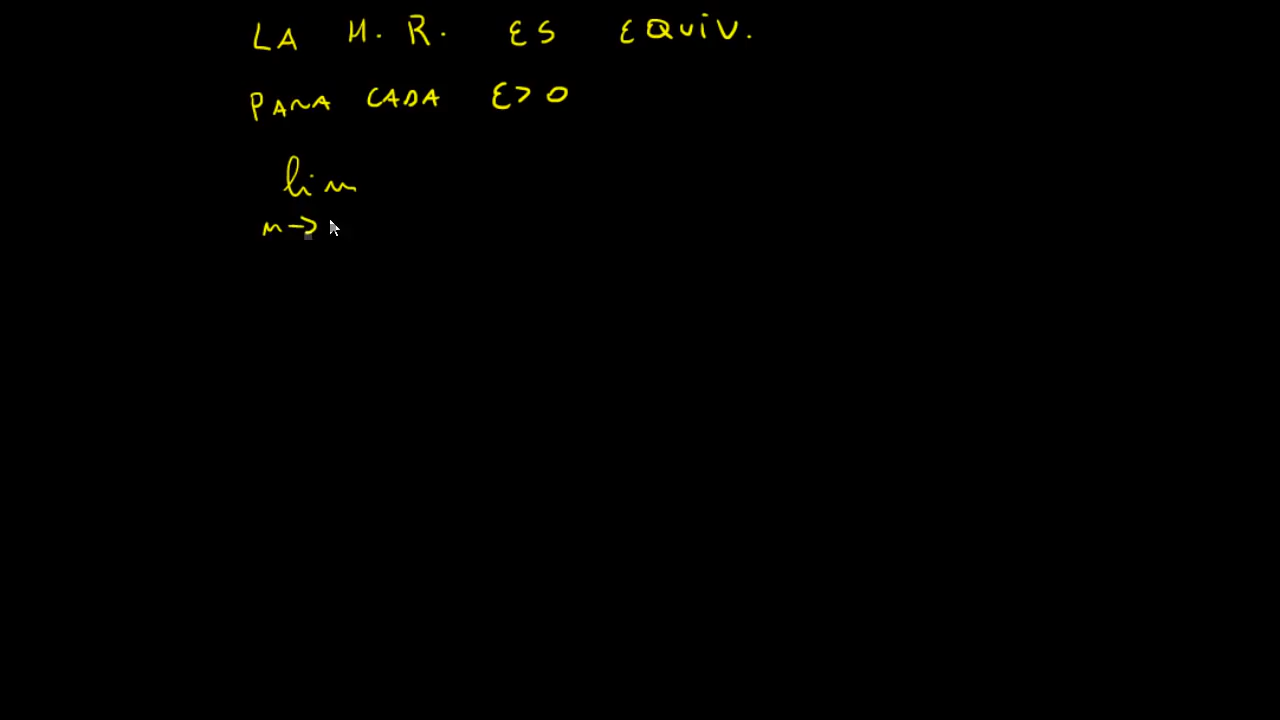 LA H. R. ES EQUIV.
PARA CADA ε > 0
lim
n →